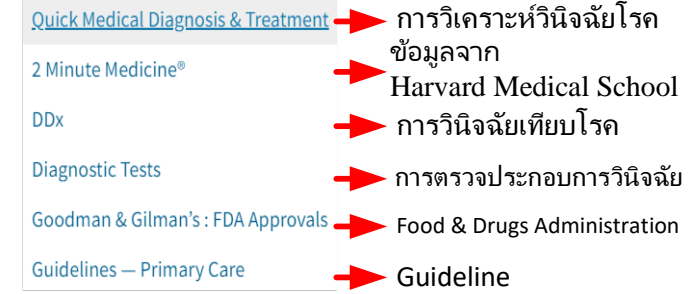 Quick Medical Diagnosis & Treatment
การวิเคราะห์วินิจฉัยโรค
2 Minute Medicine®
ข้อมูลจาก
Harvard Medical School
DDx
การวินิจฉัยเทียบโรค
Diagnostic Tests
การตรวจประกอบการวินิจฉัย
Goodman & Gilman's : FDA Approvals
Food & Drugs Administration
Guidelines — Primary Care
Guideline